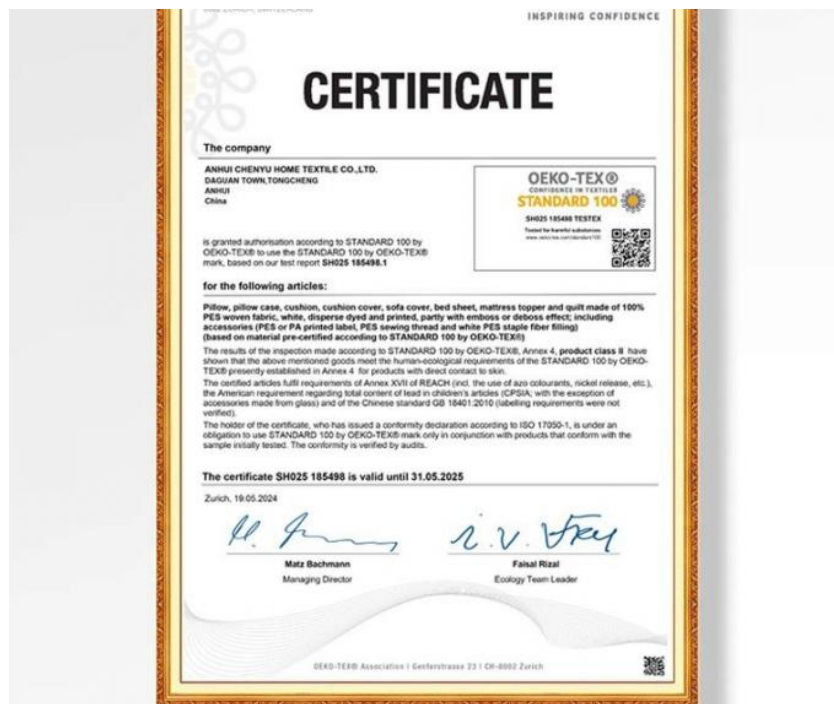 8002 ZURICH, SWITZERLAND
INSPIRING CONFIDENCE
CERTIFICATE
The company
ANHUI CHENYU HOME TEXTILE CO.,LTD.
DAGUAN TOWN,TONGCHENG
ANHUI
China
OEKO-TEX®
CONFIDENCE IN TEXTILES
STANDARD 100
SH025 185498 TESTEX
Tested for harmful substances
www.oeko-tex.com/standard100
is granted authorisation according to STANDARD 100 by
OEKO-TEX® to use the STANDARD 100 by OEKO-TEX®
mark, based on our test report SH025 185498.1
for the following articles:
Pillow, pillow case, cushion, cushion cover, sofa cover, bed sheet, mattress topper and quilt made of 100%
PES woven fabric, white, disperse dyed and printed, partly with emboss or deboss effect; including
accessories (PES or PA printed label, PES sewing thread and white PES staple fiber filling)
(based on material pre-certified according to STANDARD 100 by OEKO-TEX®)
The results of the inspection made according to STANDARD 100 by OEKO-TEX®, Annex 4, product class II have
shown that the above mentioned goods meet the human-ecological requirements of the STANDARD 100 by OEKO-
TEX® presently established in Annex 4 for products with direct contact to skin.
The certified articles fulfil requirements of Annex XVII of REACH (incl. the use of azo colourants, nickel release, etc.),
the American requirement regarding total content of lead in children's articles (CPSIA; with the exception of
accessories made from glass) and of the Chinese standard GB 18401:2010 (labelling requirements were not
verified).
The holder of the certificate, who has issued a conformity declaration according to ISO 17050-1, is under an
obligation to use STANDARD 100 by OEKO-TEX® mark only in conjunction with products that conform with the
sample initially tested. The conformity is verified by audits.
The certificate SH025 185498 is valid until 31.05.2025
Zurich, 19.05.2024
Matz Bachmann
Managing Director
Faisal Rizal
Ecology Team Leader
OEKO-TEX® Association | Genferstrasse 23 | CH-8002 Zurich